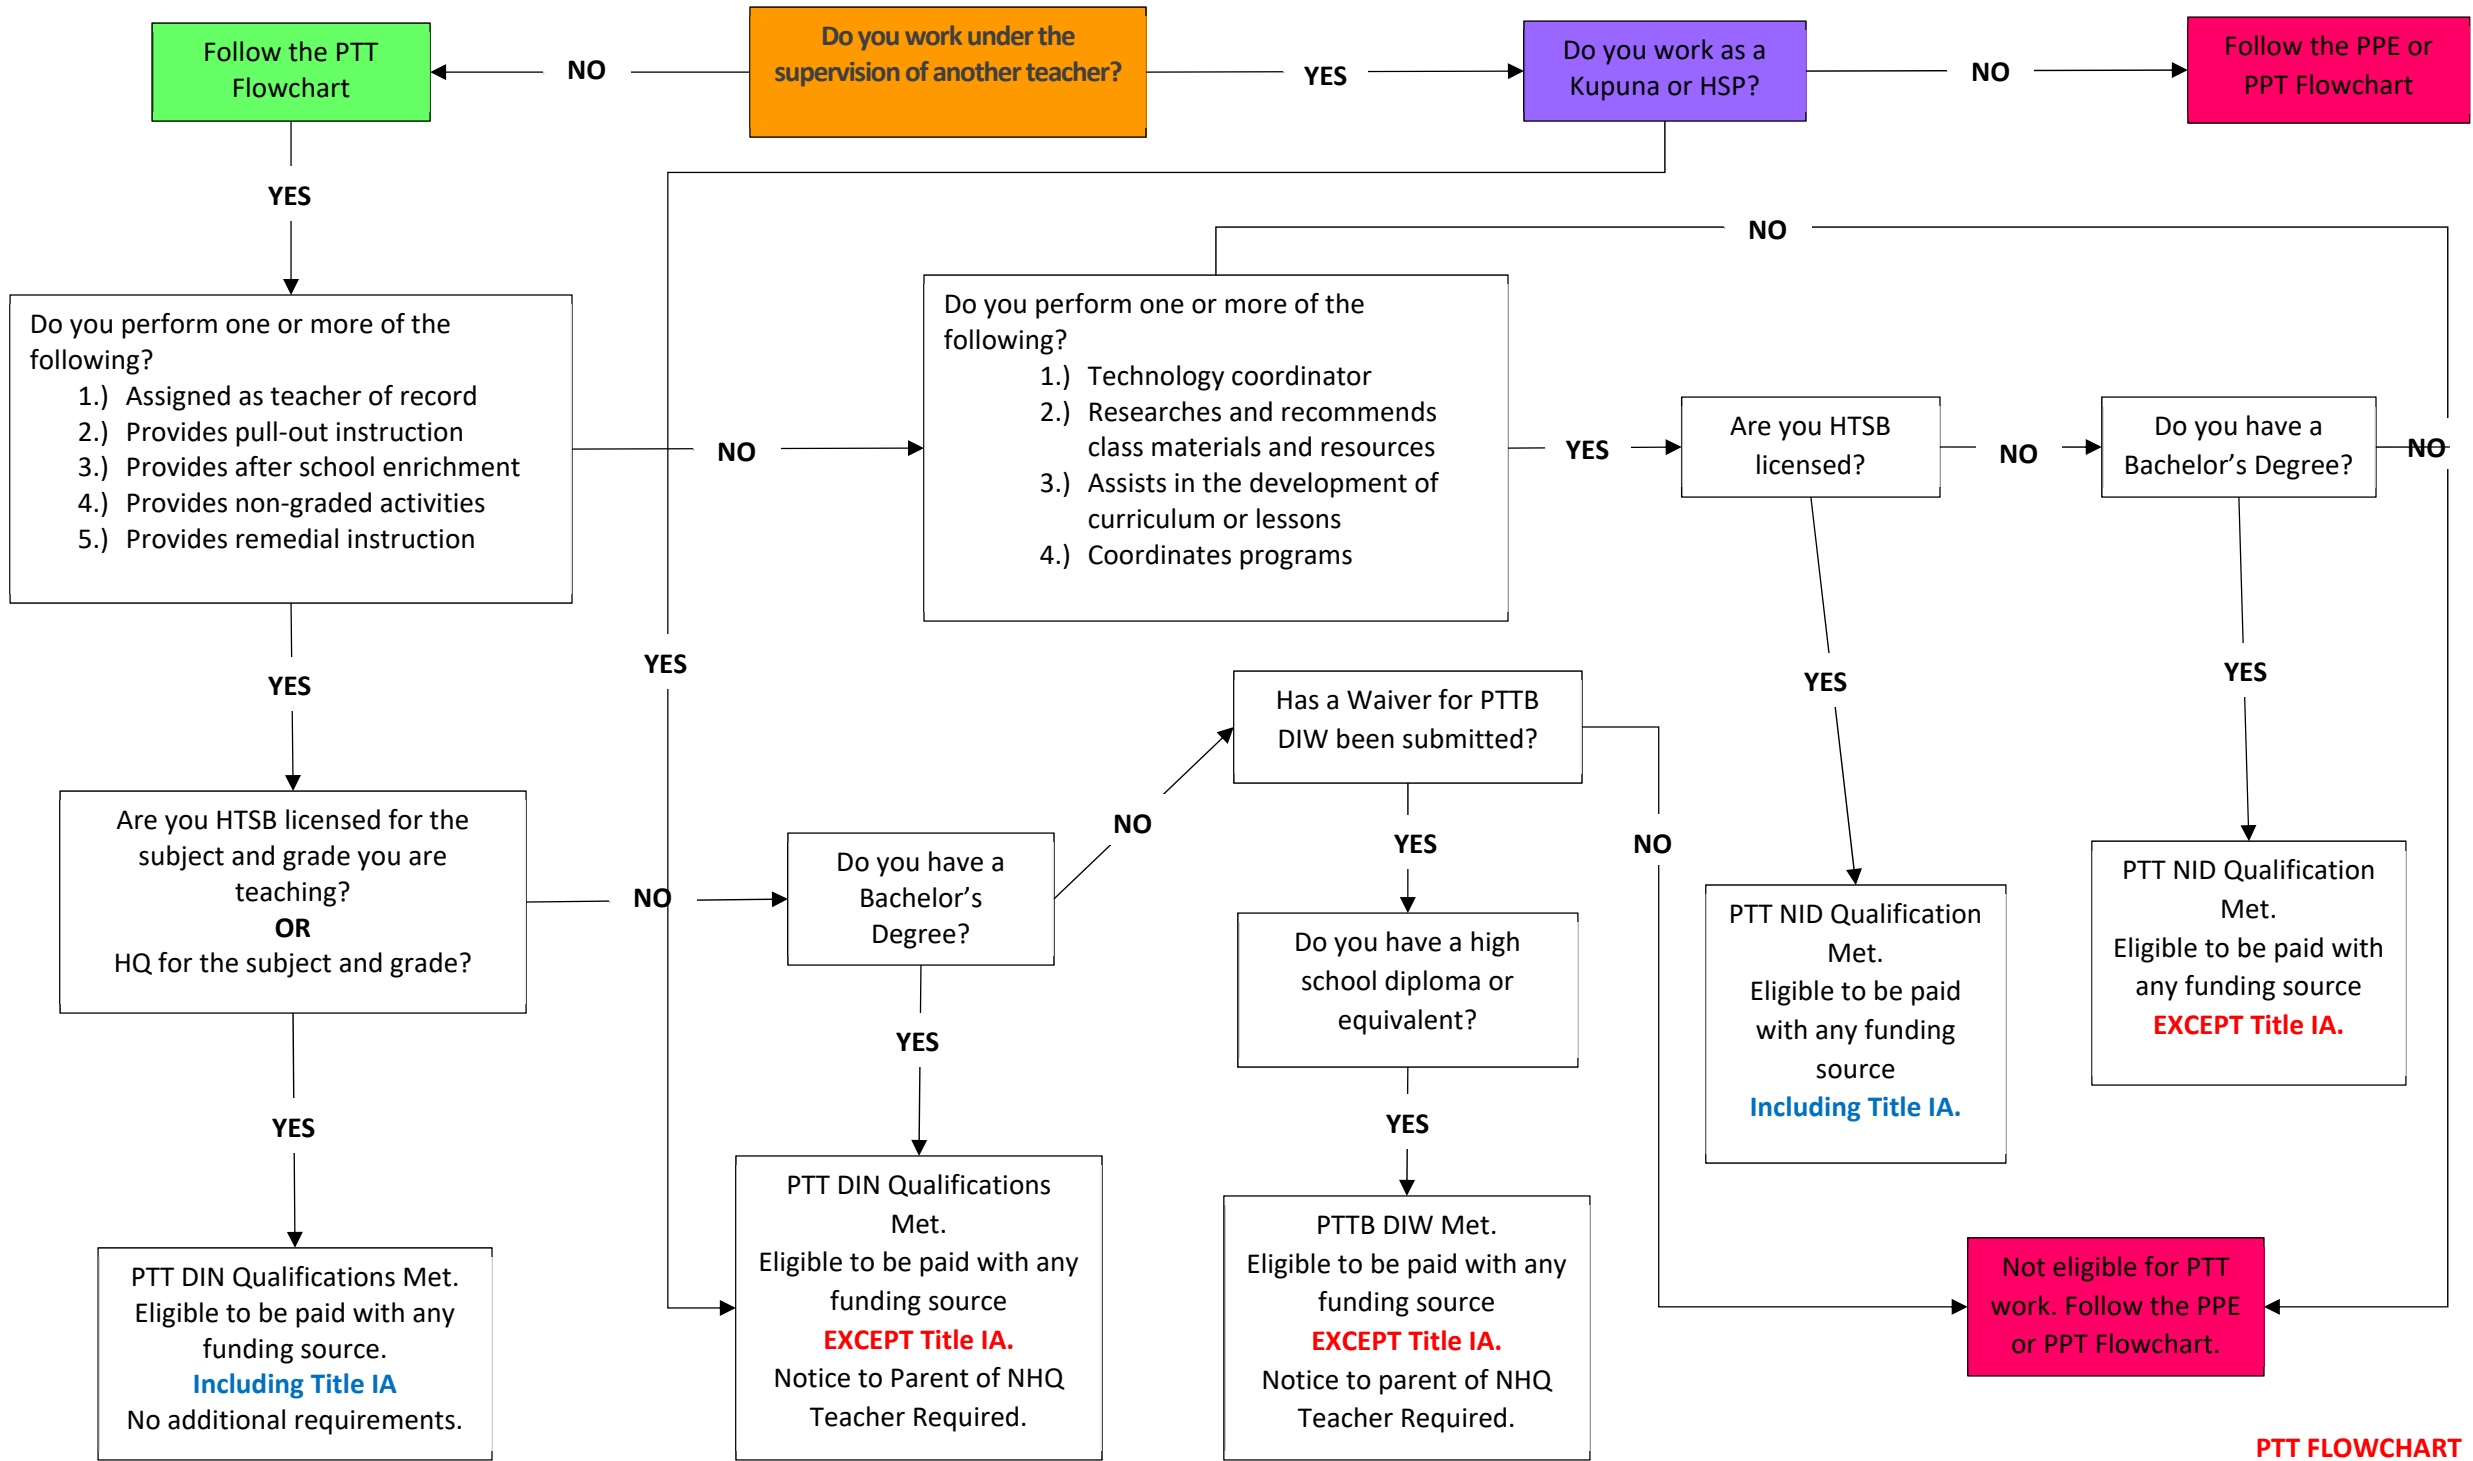 Follow the PTT
Flowchart
NO
Do you work under the
supervision of another teacher?
YES
Do you work as a
Kupuna or HSP?
NO
Follow the PPE or
PPT Flowchart
YES
NO
Do you perform one or more of the
following?
1.) Assigned as teacher of record
2.) Provides pull-out instruction
3.) Provides after school enrichment
4.) Provides non-graded activities
5.) Provides remedial instruction
NO
Do you perform one or more of the
following?
1.) Technology coordinator
2.) Researches and recommends
class materials and resources
3.) Assists in the development of
curriculum or lessons
4.) Coordinates programs
YES
Are you HTSB
licensed?
NO
Do you have a
Bachelor’s Degree?
NO
YES
YES
YES
YES
Are you HTSB licensed for the
subject and grade you are
teaching?
OR
HQ for the subject and grade?
NO
Do you have a
Bachelor’s
Degree?
NO
Has a Waiver for PTTB
DIW been submitted?
YES
NO
Do you have a high
school diploma or
equivalent?
PTT NID Qualification
Met.
Eligible to be paid
with any funding
source
Including Title IA.
PTT NID Qualification
Met.
Eligible to be paid with
any funding source
EXCEPT Title IA.
YES
YES
YES
PTT DIN Qualifications Met.
Eligible to be paid with any
funding source.
Including Title IA
No additional requirements.
PTT DIN Qualifications
Met.
Eligible to be paid with any
funding source
EXCEPT Title IA.
Notice to Parent of NHQ
Teacher Required.
PTTB DIW Met.
Eligible to be paid with any
funding source
EXCEPT Title IA.
Notice to parent of NHQ
Teacher Required.
Not eligible for PTT
work. Follow the PPE
or PPT Flowchart.
PTT FLOWCHART